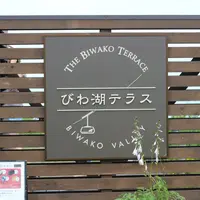 THE BIWAKO TERRACE
びわ湖テラス
BIWAKO VALLEY